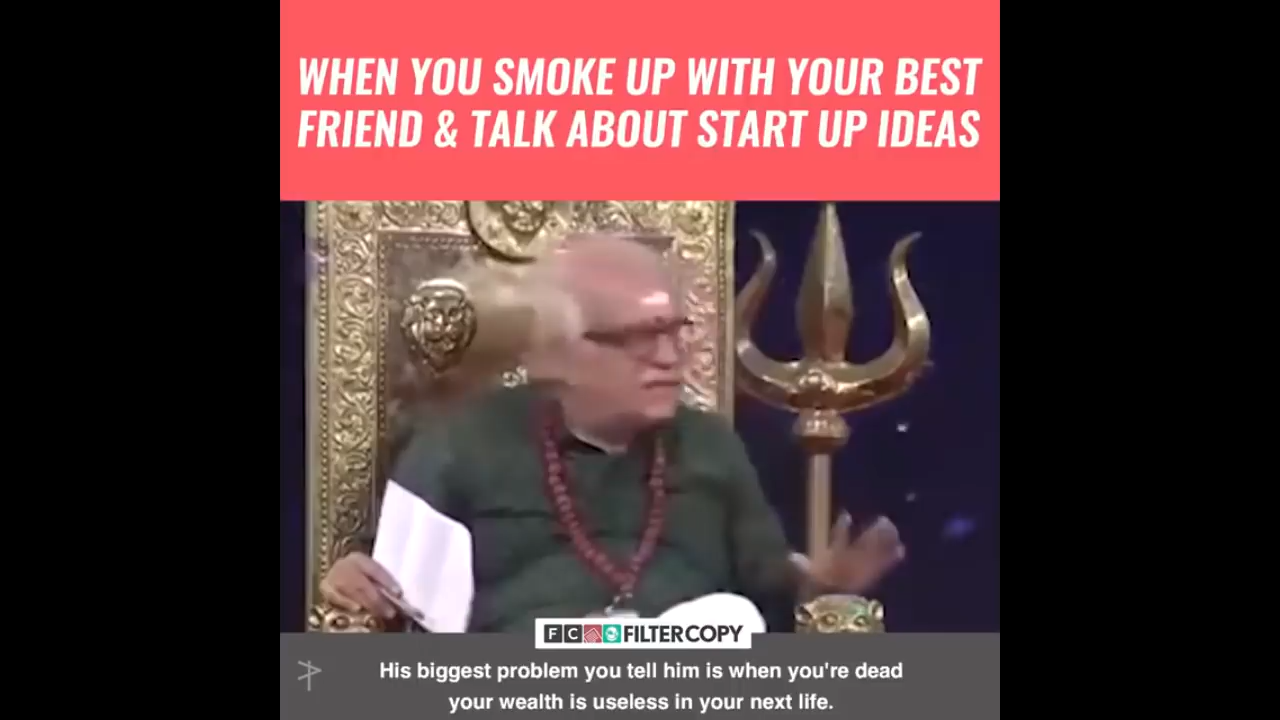 WHEN YOU SMOKE UP WITH YOUR BEST
FRIEND & TALK ABOUT START UP IDEAS
FC FILTERCOPY
His biggest problem you tell him is when you're dead
your wealth is useless in your next life.